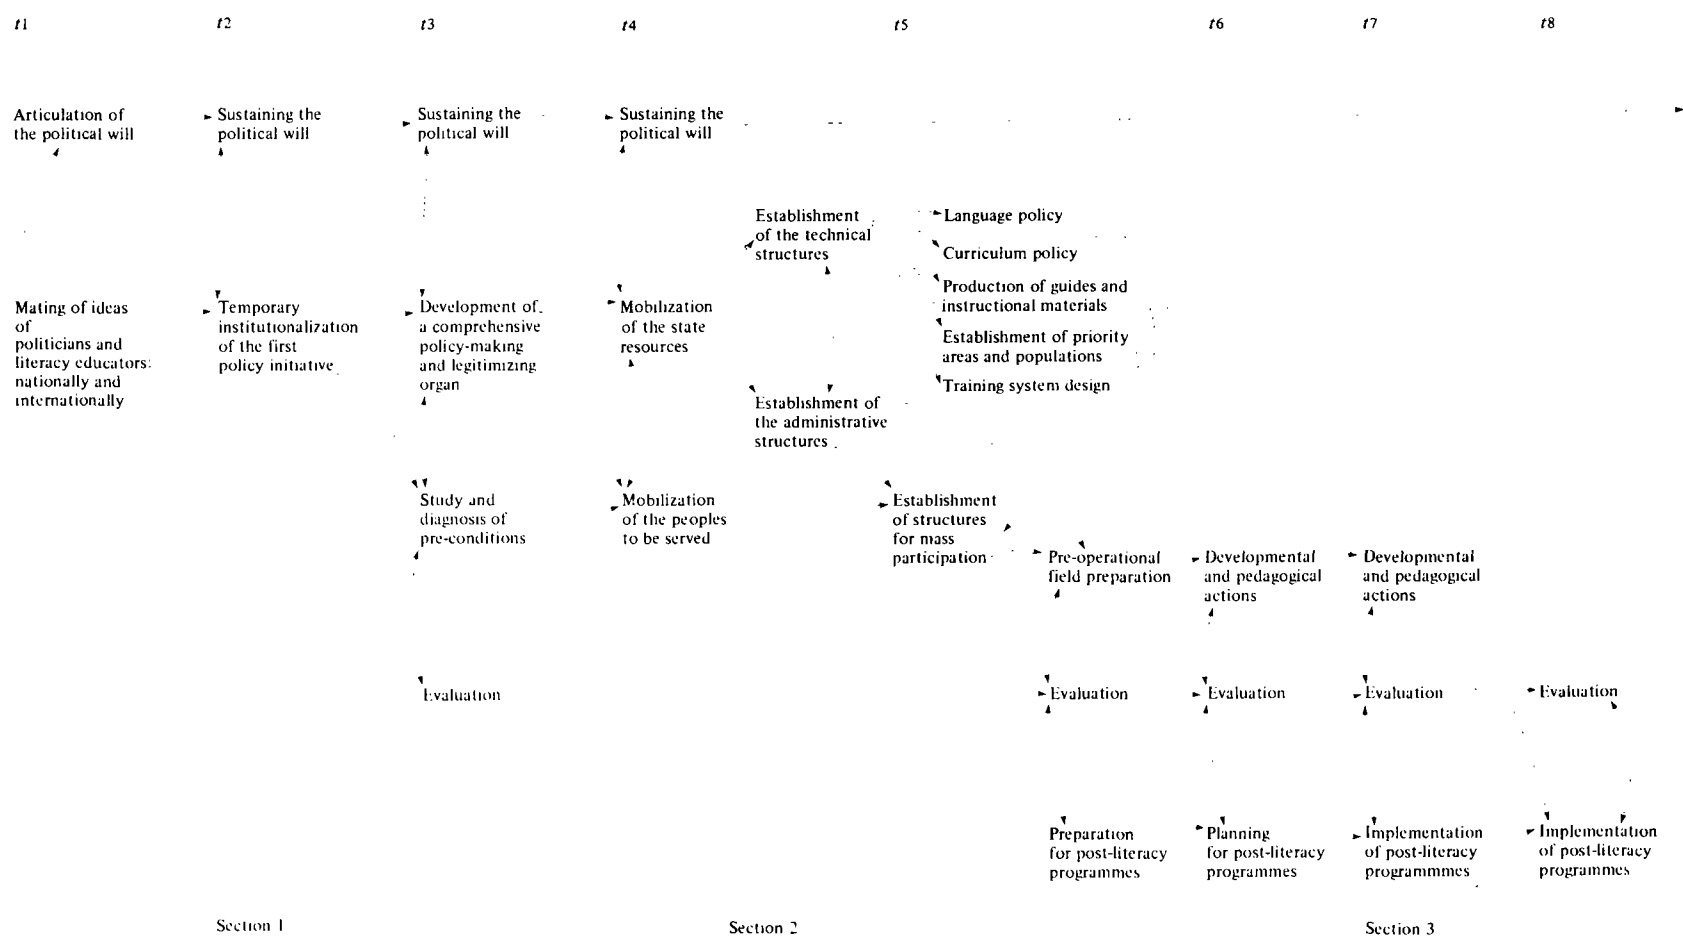 t1 t2 t3 t4 t5 t6 t7 t8
Articulation of
the political will
Sustaining the
political will
Sustaining the
political will
Sustaining the
political will
Establishment
of the technical
structures
Language policy
Curriculum policy
Production of guides and
instructional materials
Establishment of priority
areas and populations
Training system design
Mating of ideas
of
politicians and
literacy educators:
nationally and
internationally
Temporary
institutionalization
of the first
policy initiative
Development of
a comprehensive
policy-making
and legitimizing
organ
Mobilization
of the state
resources
Establishment of
the administrative
structures
Study and
diagnosis of
pre-conditions
Mobilization
of the peoples
to be served
Establishment
of structures
for mass
participation
Pre-operational
field preparation
Developmental
and pedagogical
actions
Developmental
and pedagogical
actions
Evaluation
Evaluation
Evaluation
Evaluation
Evaluation
Preparation
for post-literacy
programmes
Planning
for post-literacy
programmes
Implementation
of post-literacy
programmmes
Implementation
of post-literacy
programmes
Section 1
Section 2
Section 3